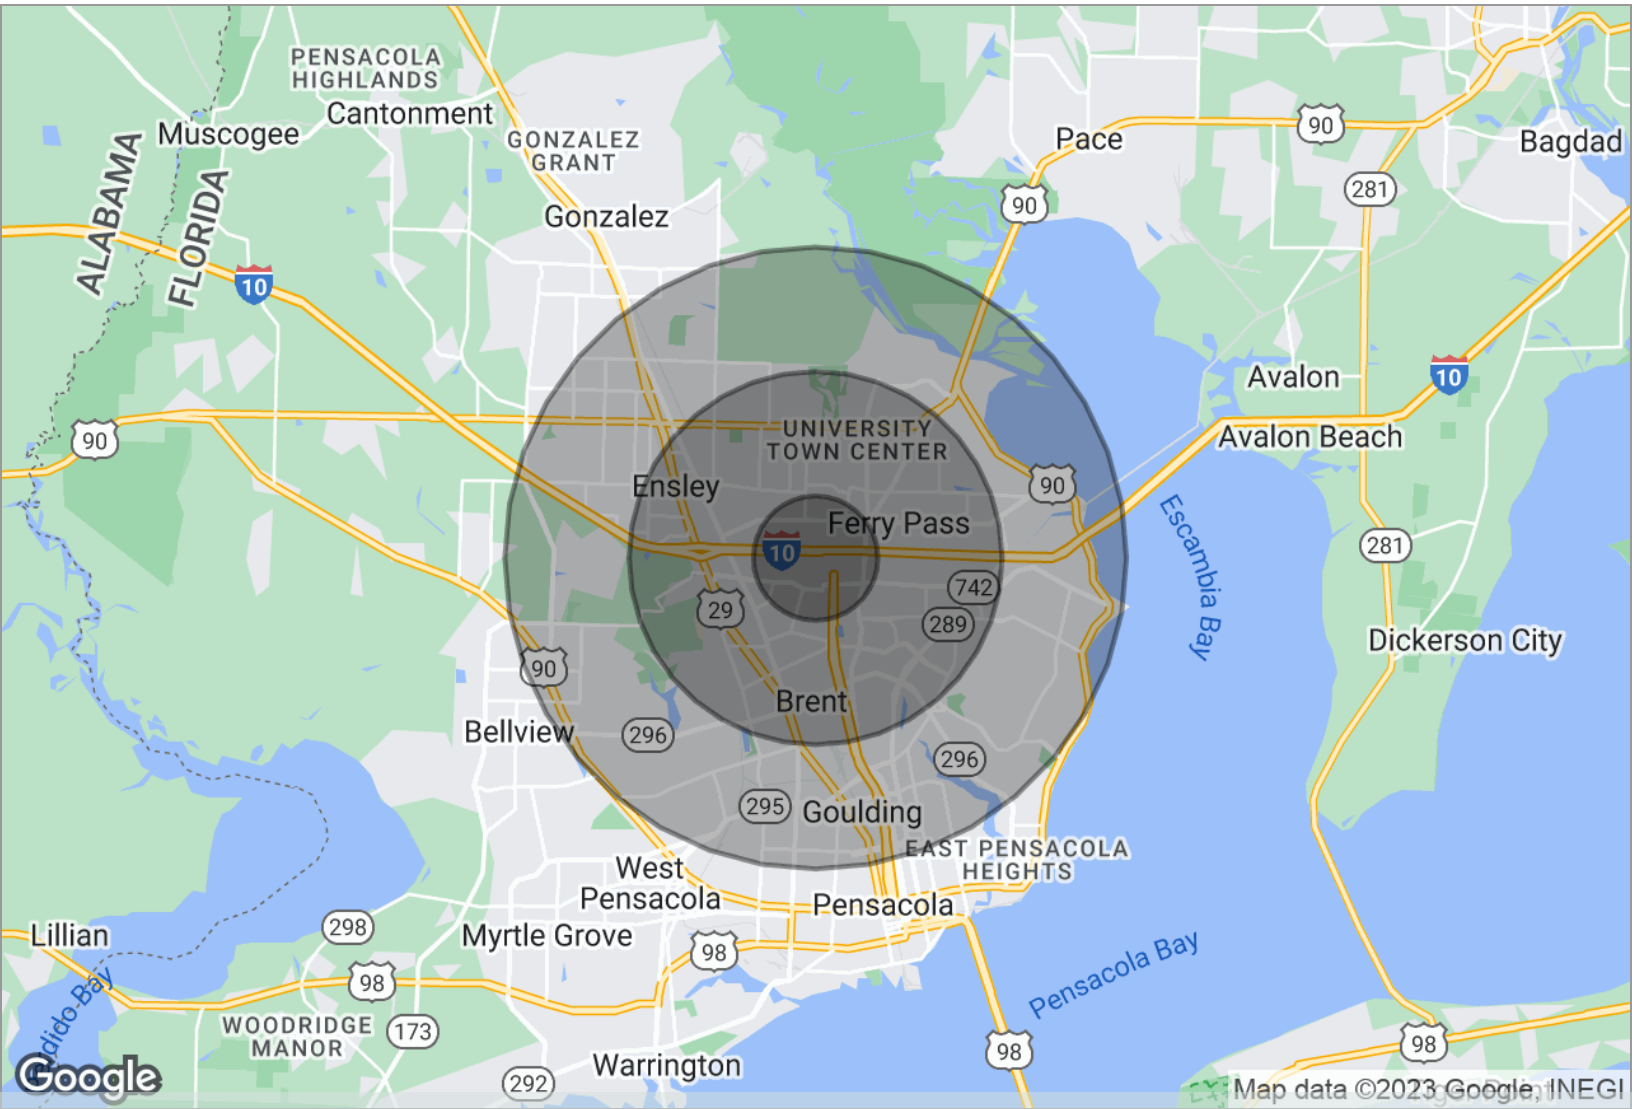 PENSACOLA
HIGHLANDS
Cantonment
Muscogee
GONZALEZ
GRANT
Pace
90
Bagdad
ALABAMA
FLORIDA
281
90
Gonzalez
10
10
Avalon
90
Avalon Beach
UNIVERSITY
TOWN CENTER
Ensley
90
Ferry Pass
10
Escambia Bay
281
742
29
289
Dickerson City
90
Brent
Bellview
296
296
295
Goulding
EAST PENSACOLA
HEIGHTS
West
Pensacola
Pensacola
Lillian
298
Myrtle Grove
98
Pensacola Bay
98
WOODRIDGE
MANOR
173
98
98
Warrington
292
Bay
Google
Map data ©2023 Google, INEGI